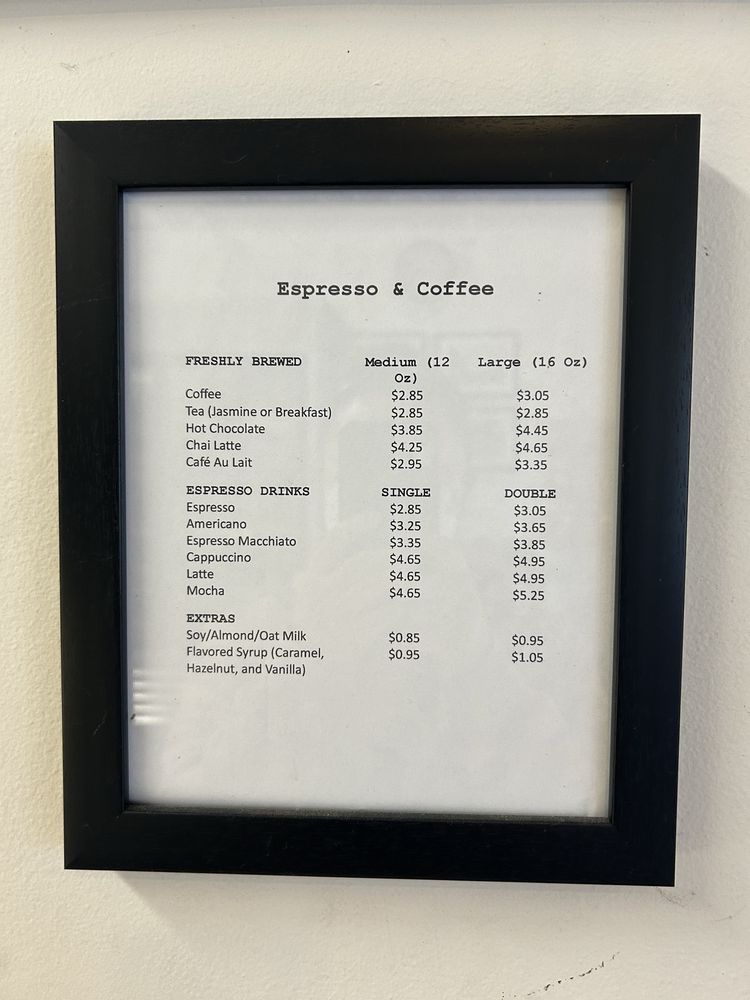 Espresso & Coffee
FRESHLY BREWED Medium (12 Oz) Large (16 Oz)
Coffee $2.85 $3.05
Tea (Jasmine or Breakfast) $2.85 $2.85
Hot Chocolate $3.85 $4.45
Chai Latte $4.25 $4.65
Café Au Lait $2.95 $3.35
ESPRESSO DRINKS SINGLE DOUBLE
Espresso $2.85 $3.05
Americano $3.25 $3.65
Espresso Macchiato $3.35 $3.85
Cappuccino $4.65 $4.95
Latte $4.65 $4.95
Mocha $4.65 $5.25
EXTRAS
Soy/Almond/Oat Milk $0.85 $0.95
Flavored Syrup (Caramel, $0.95 $1.05
Hazelnut, and Vanilla)